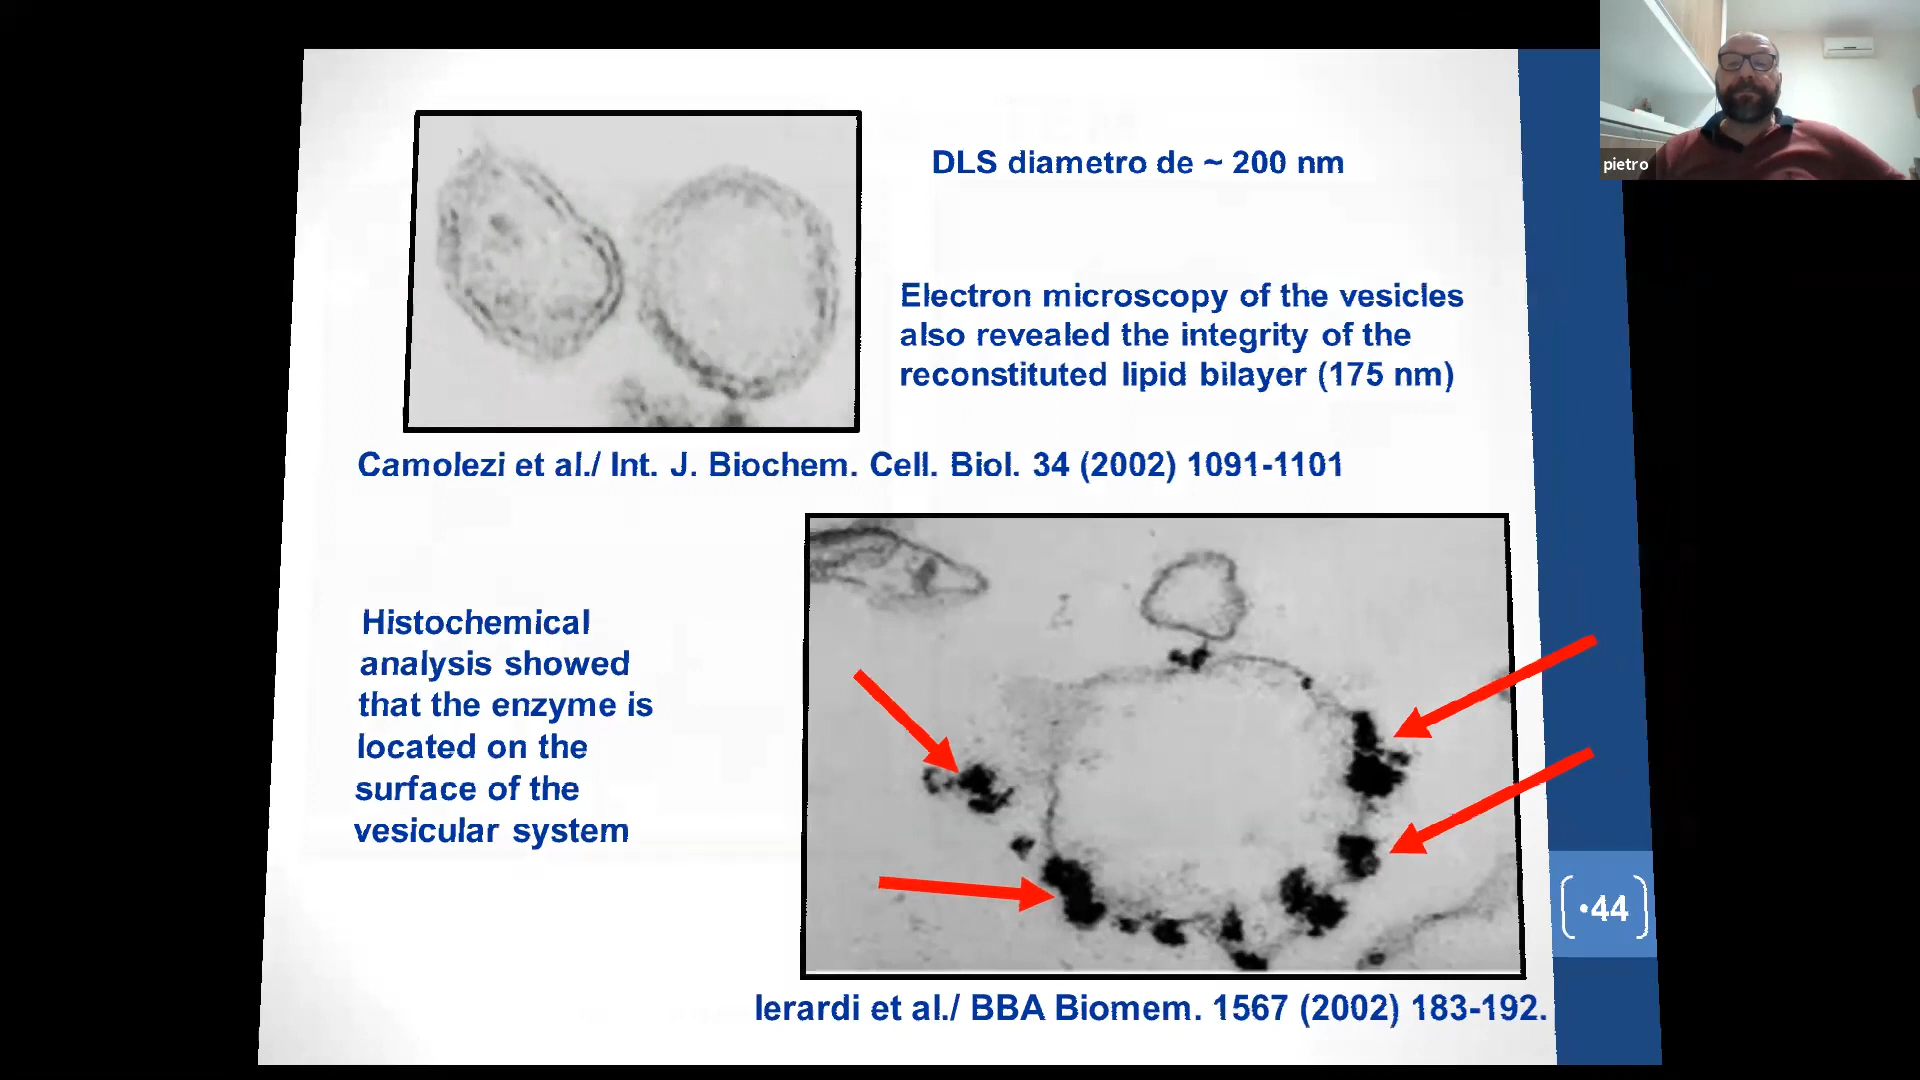 pietro
DLS diametro de ~ 200 nm
Electron microscopy of the vesicles
also revealed the integrity of the
reconstituted lipid bilayer (175 nm)
Camolezi et al./ Int. J. Biochem. Cell. Biol. 34 (2002) 1091-1101
Histochemical
analysis showed
that the enzyme is
located on the
surface of the
vesicular system
•44
Ierardi et al./ BBA Biomem. 1567 (2002) 183-192.